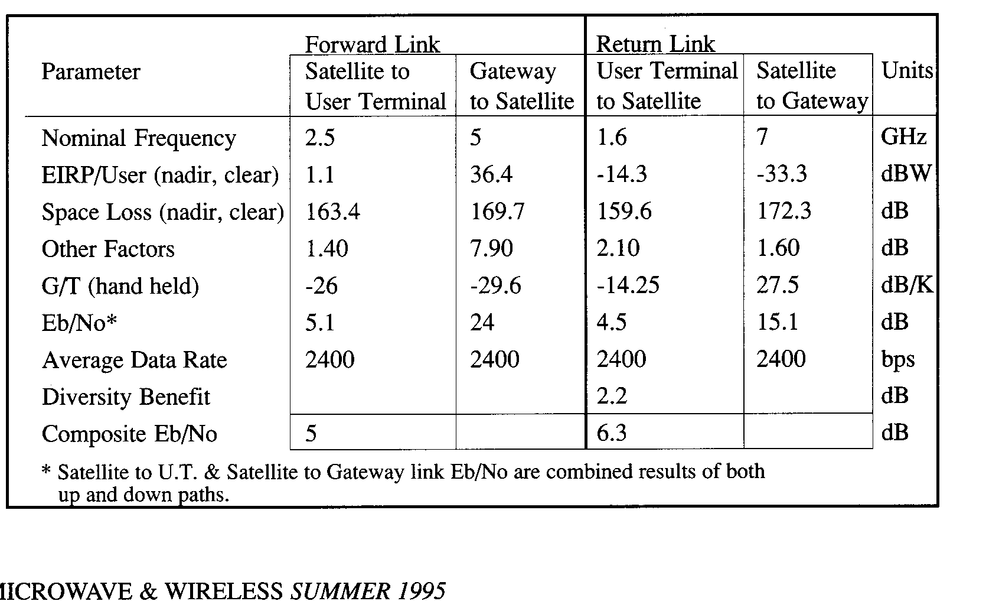 Forward Link Return Link
Parameter Satellite to Gateway User Terminal Satellite Units
User Terminal to Satellite to Satellite to Gateway
Nominal Frequency 2.5 5 1.6 7 GHz
EIRP/User (nadir, clear) 1.1 36.4 -14.3 -33.3 dBW
Space Loss (nadir, clear) 163.4 169.7 159.6 172.3 dB
Other Factors 1.40 7.90 2.10 1.60 dB
G/T (hand held) -26 -29.6 -14.25 27.5 dB/K
Eb/No* 5.1 24 4.5 15.1 dB
Average Data Rate 2400 2400 2400 2400 bps
Diversity Benefit 2.2 dB
Composite Eb/No 5 6.3 dB
* Satellite to U.T. & Satellite to Gateway link Eb/No are combined results of both
up and down paths.
MICROWAVE & WIRELESS SUMMER 1995